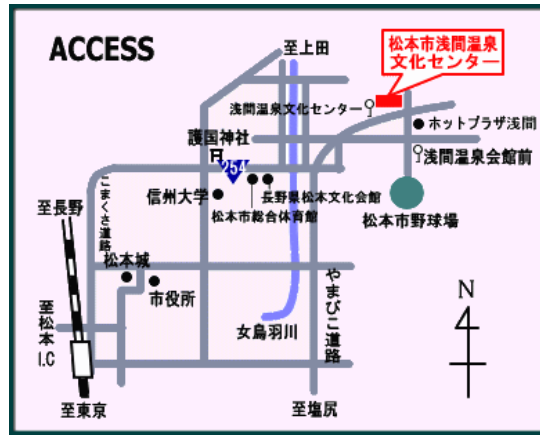 ACCESS
至上田
松本市浅間温泉
文化センター
浅間温泉文化センター
ホットプラザ浅間
護国神社
浅間温泉会館前
254
信州大学
長野県松本文化会館
松本市総合体育館
松本市野球場
こまくさ道路
至長野
松本城
市役所
やまびこ道路
N
至松本I.C
女鳥羽川
至東京
至塩尻